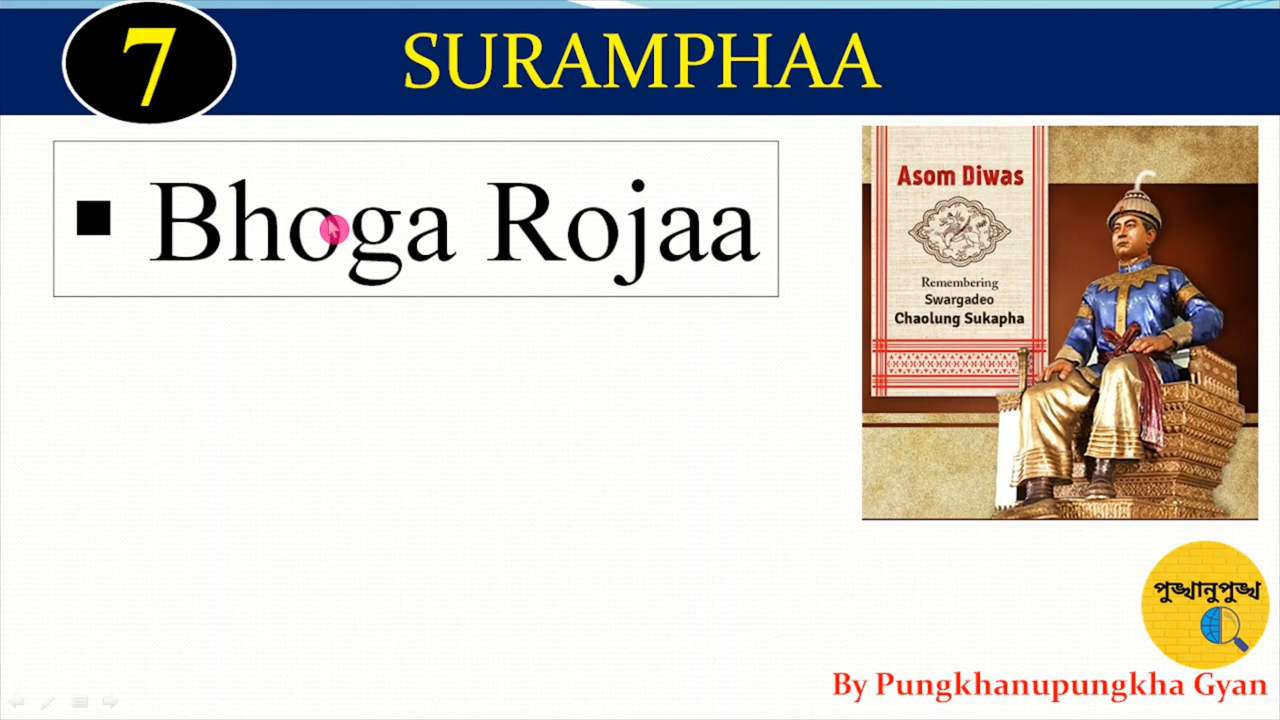 7
SURAMPHAA
▪ Bhoga Rojaa
Asom Diwas
Remembering
Swargadeo
Chaolung Sukapha
পুঙ্খানুপুঙ্খ
By Pungkhanupungkha Gyan